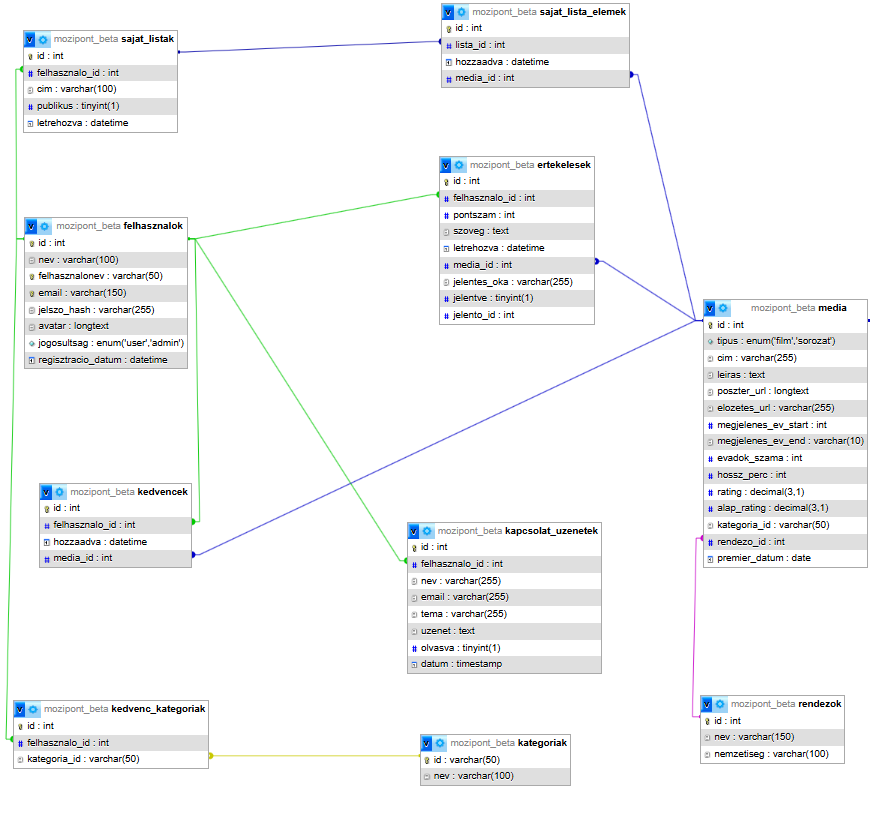 mozipont_beta sajat_listak
id : int
felhasznalo_id : int
cim : varchar(100)
publikus : tinyint(1)
letrehozva : datetime
mozipont_beta sajat_lista_elemek
id : int
lista_id : int
hozzaadva : datetime
media_id : int
mozipont_beta ertekelesek
id : int
felhasznalo_id : int
pontszam : int
szoveg : text
letrehozva : datetime
media_id : int
jelentes_oka : varchar(255)
jelentve : tinyint(1)
jelento_id : int
mozipont_beta felhasznalok
id : int
nev : varchar(100)
felhasznalonev : varchar(50)
email : varchar(150)
jelszo_hash : varchar(255)
avatar : longtext
jogosultsag : enum('user','admin')
regisztracio_datum : datetime
mozipont_beta media
id : int
tipus : enum('film','sorozat')
cim : varchar(255)
leiras : text
poszter_url : longtext
elozetes_url : varchar(255)
megjelenes_ev_start : int
megjelenes_ev_end : varchar(10)
evadok_szama : int
hossz_perc : int
rating : decimal(3,1)
alap_rating : decimal(3,1)
kategoria_id : varchar(50)
rendezo_id : int
premier_datum : date
mozipont_beta kedvencek
id : int
felhasznalo_id : int
hozzaadva : datetime
media_id : int
mozipont_beta kapcsolat_uzenetek
id : int
felhasznalo_id : int
nev : varchar(255)
email : varchar(255)
tema : varchar(255)
uzenet : text
olvasva : tinyint(1)
datum : timestamp
mozipont_beta kedvenc_kategoriak
id : int
felhasznalo_id : int
kategoria_id : varchar(50)
mozipont_beta kategoriak
id : varchar(50)
nev : varchar(100)
mozipont_beta rendezok
id : int
nev : varchar(150)
nemzetiseg : varchar(100)